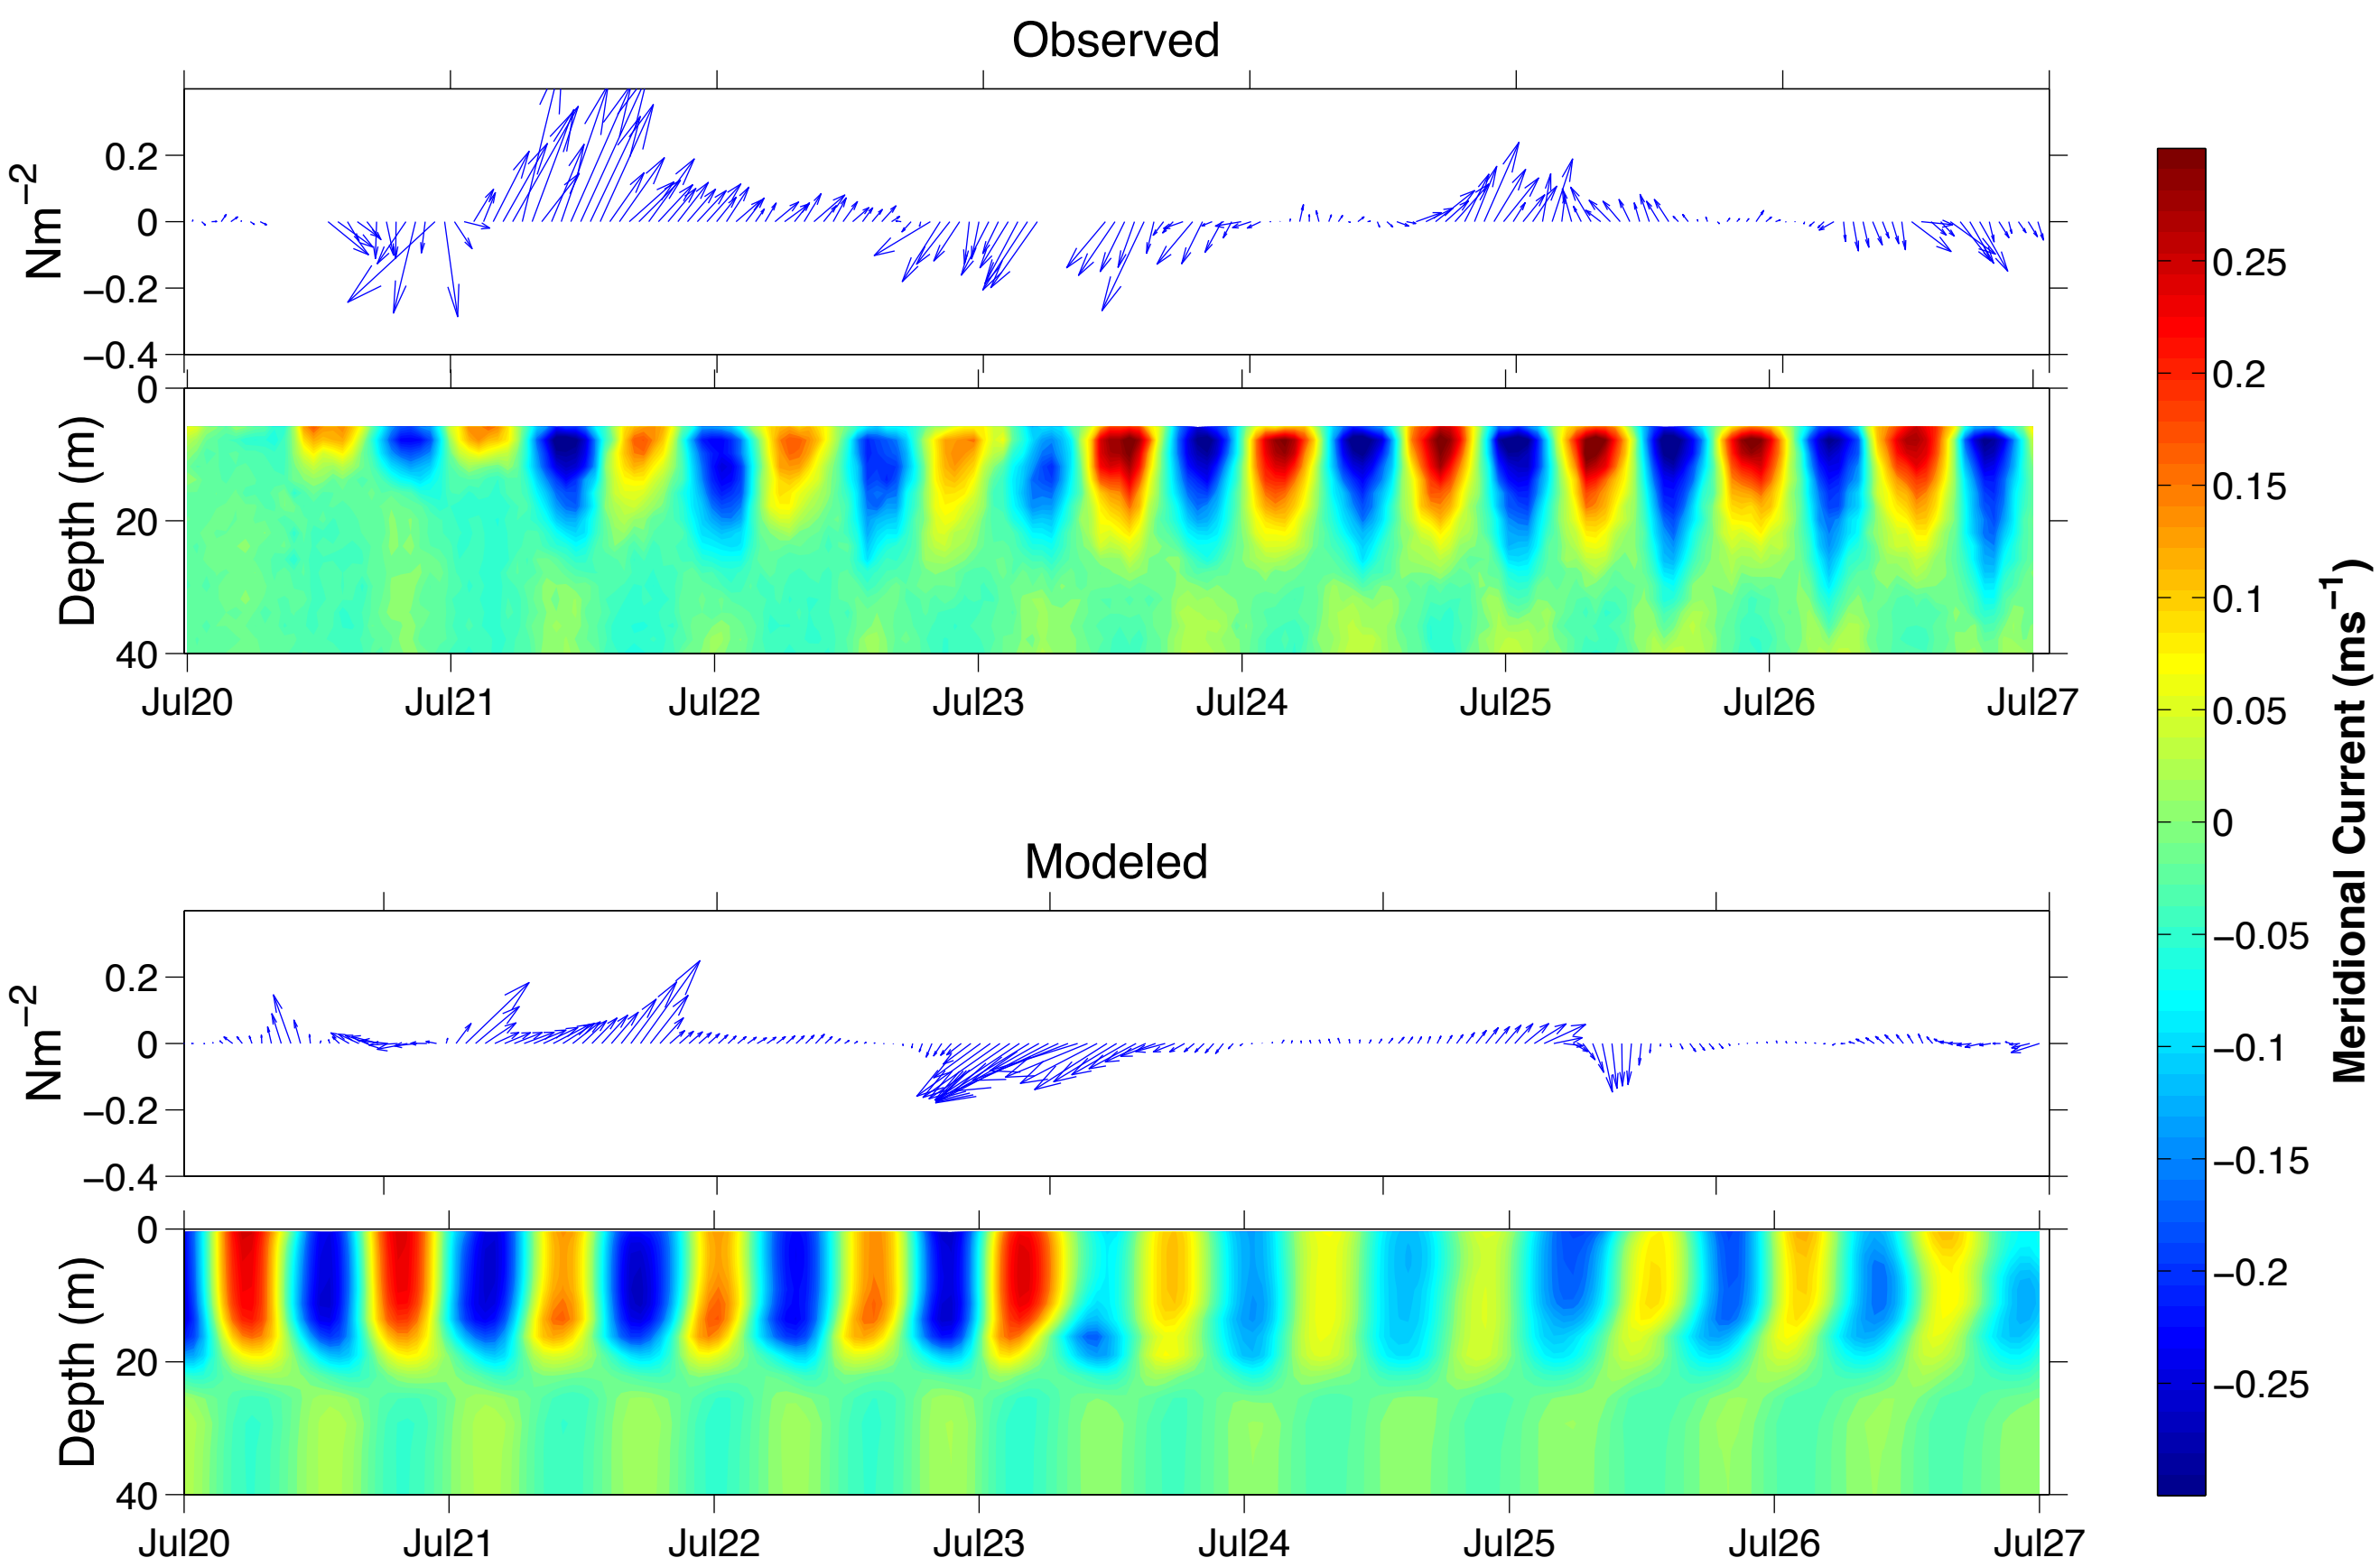 Observed
Nm−2
0.2
0
−0.2
−0.4
Depth (m)
0
20
40
Jul20 Jul21 Jul22 Jul23 Jul24 Jul25 Jul26 Jul27
Modeled
Nm−2
0.2
0
−0.2
−0.4
Depth (m)
0
20
40
Jul20 Jul21 Jul22 Jul23 Jul24 Jul25 Jul26 Jul27
0.25
0.2
0.15
0.1
0.05
0
−0.05
−0.1
−0.15
−0.2
−0.25
Meridional Current (ms−1)